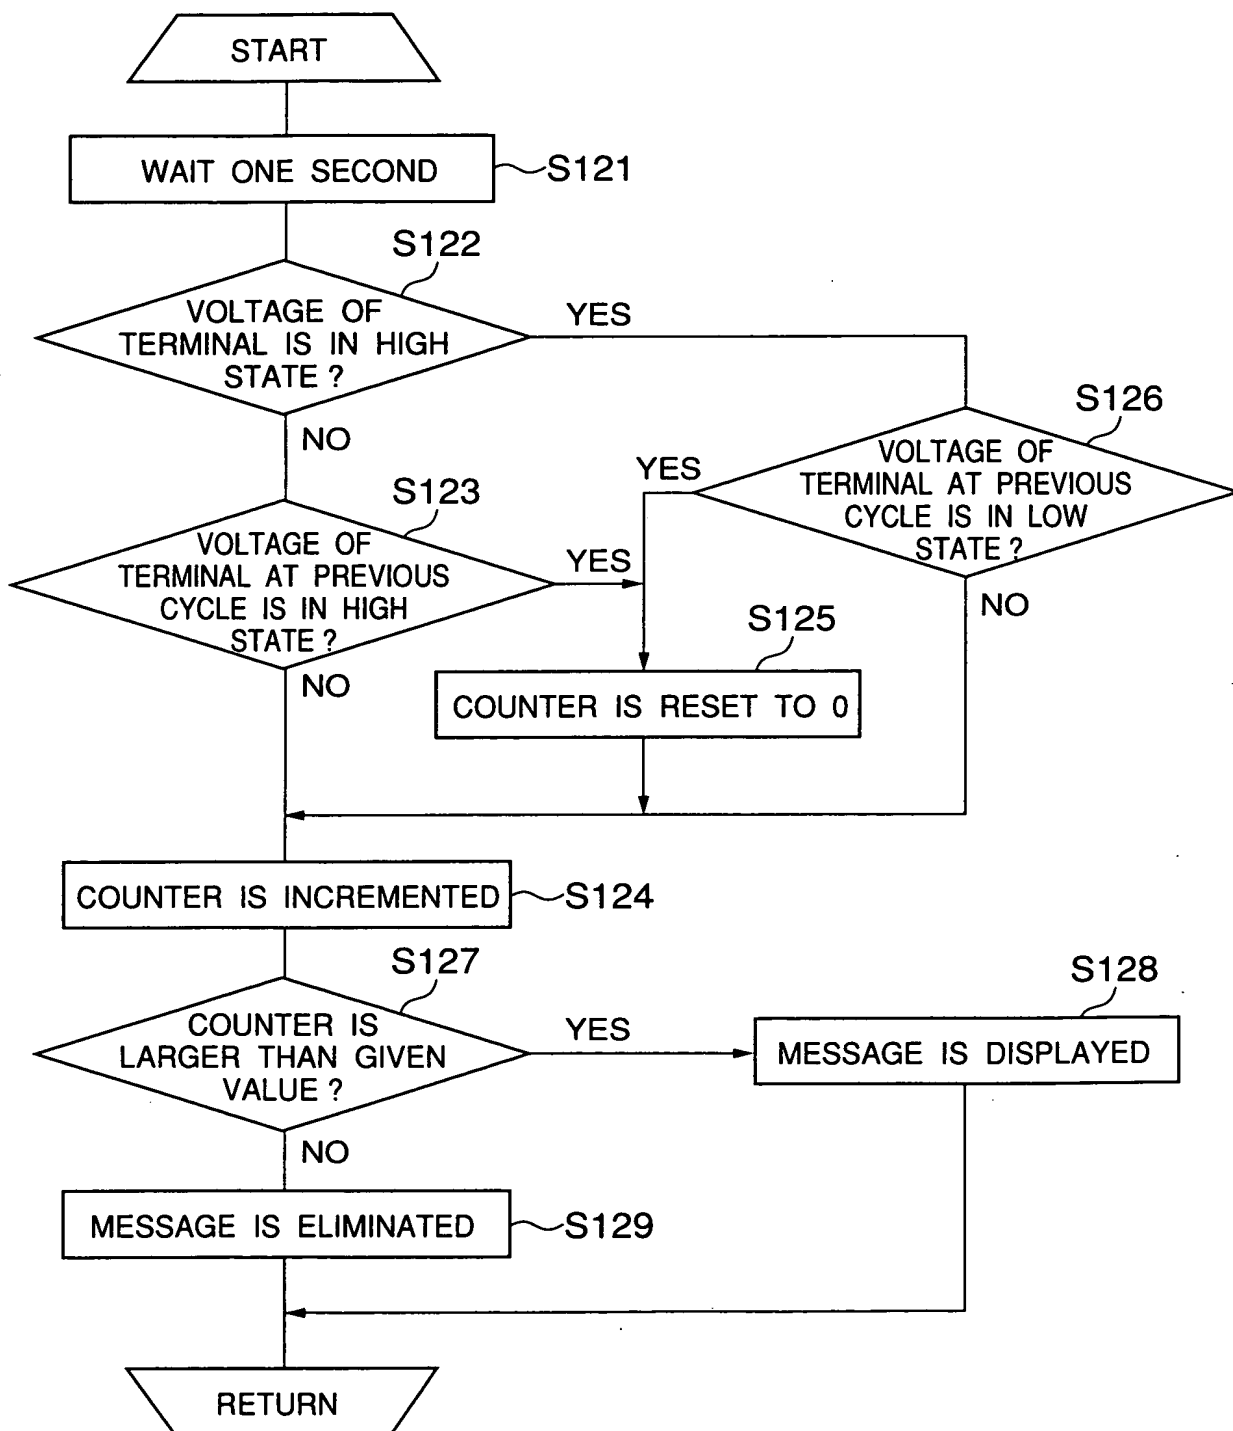 START
WAIT ONE SECOND
S121
S122
VOLTAGE OF
TERMINAL IS IN HIGH
STATE ?
YES
NO
S126
VOLTAGE OF
TERMINAL AT PREVIOUS
CYCLE IS IN LOW
STATE ?
YES
NO
S123
VOLTAGE OF
TERMINAL AT PREVIOUS
CYCLE IS IN HIGH
STATE ?
YES
NO
S125
COUNTER IS RESET TO 0
COUNTER IS INCREMENTED
S124
S127
COUNTER IS
LARGER THAN GIVEN
VALUE ?
YES
NO
S128
MESSAGE IS DISPLAYED
MESSAGE IS ELIMINATED
S129
RETURN